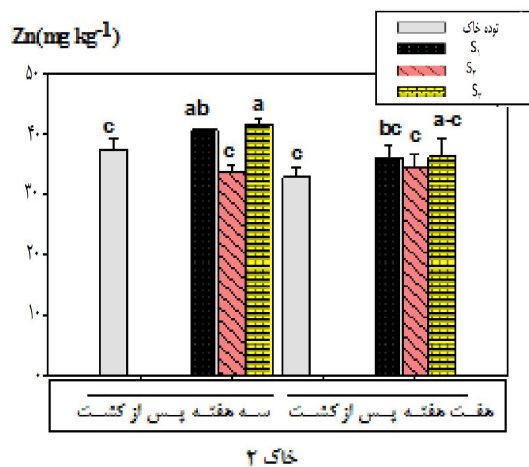 Zn(mg kg-1)
توده خاک
S۱
S۲
S۳
۵۰
۴۰
۳۰
۲۰
۱۰
۰
c
ab
c
a
c
bc
c
a-c
سه هفته پس از کشت
هفت هفته پس از کشت
خاک ۲